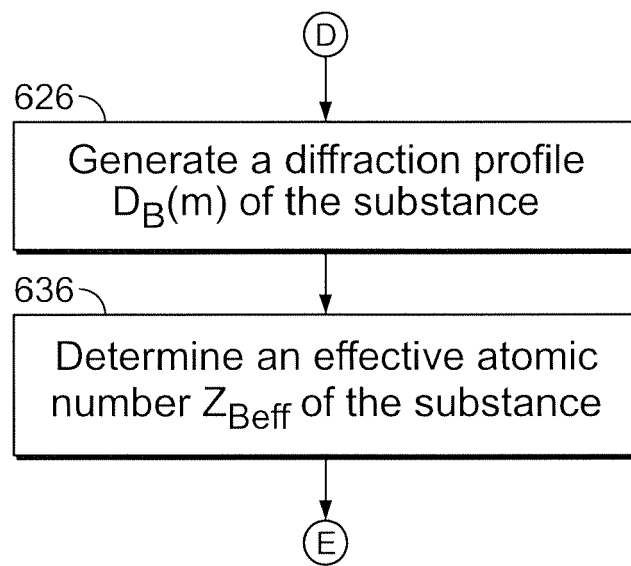 D
626
Generate a diffraction profile
D_B(m) of the substance
636
Determine an effective atomic
number Z_Beff of the substance
E